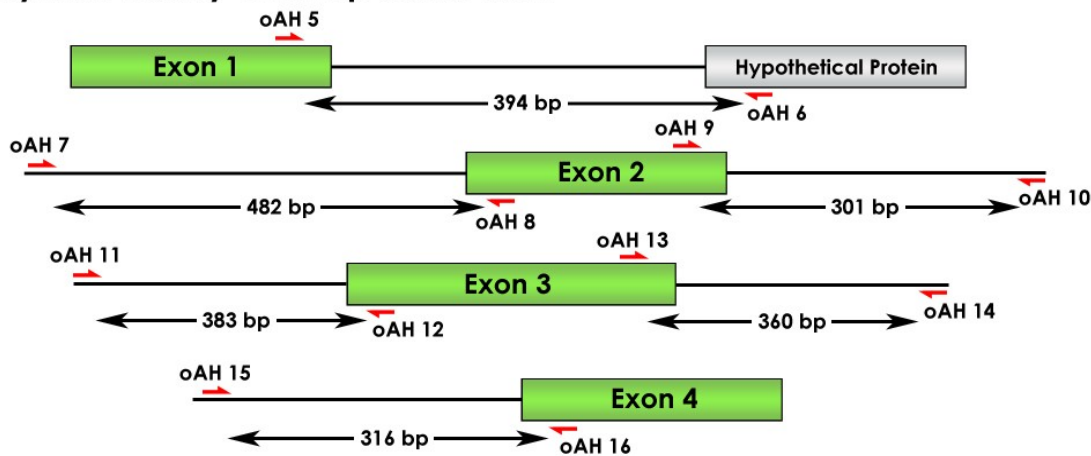 oAH 5
Exon 1
Hypothetical Protein
394 bp
oAH 6
oAH 7
oAH 9
Exon 2
482 bp
oAH 8
301 bp
oAH 10
oAH 11
oAH 13
Exon 3
383 bp
oAH 12
360 bp
oAH 14
oAH 15
Exon 4
316 bp
oAH 16